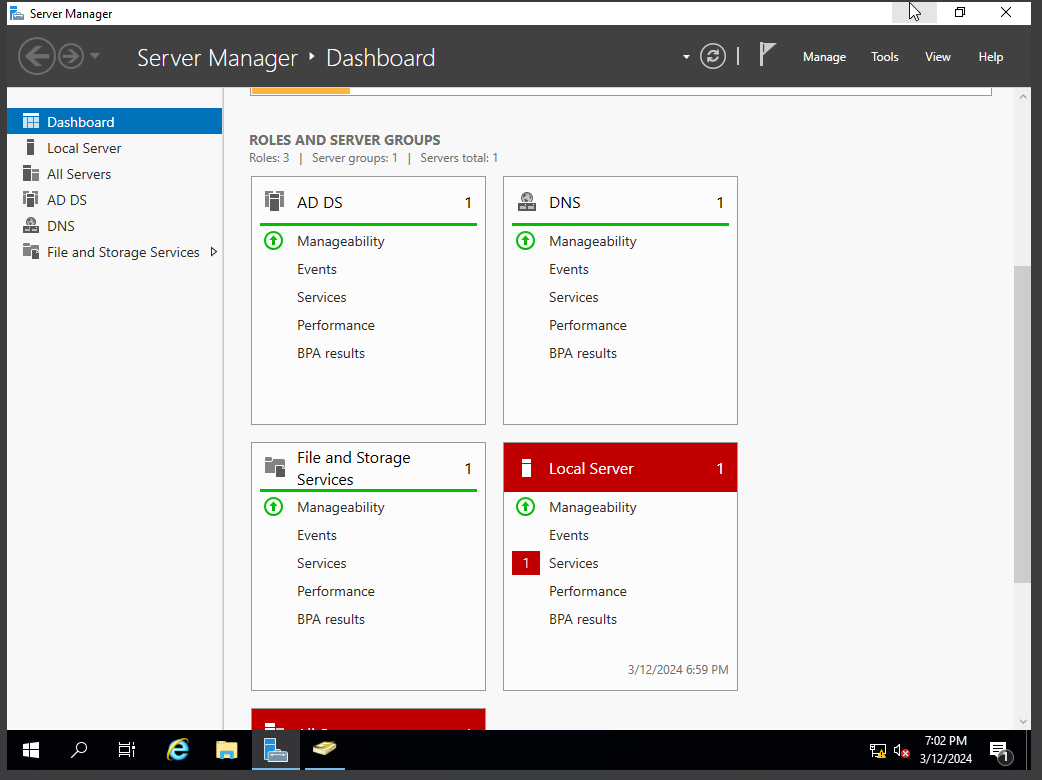 Server Manager
Server Manager ‣ Dashboard
Manage Tools View Help
Dashboard
Local Server
All Servers
AD DS
DNS
File and Storage Services
ROLES AND SERVER GROUPS
Roles: 3 | Server groups: 1 | Servers total: 1
AD DS 1
Manageability
Events
Services
Performance
BPA results
DNS 1
Manageability
Events
Services
Performance
BPA results
File and Storage
Services 1
Manageability
Events
Services
Performance
BPA results
Local Server 1
Manageability
Events
1 Services
Performance
BPA results
3/12/2024 6:59 PM
7:02 PM
3/12/2024
1